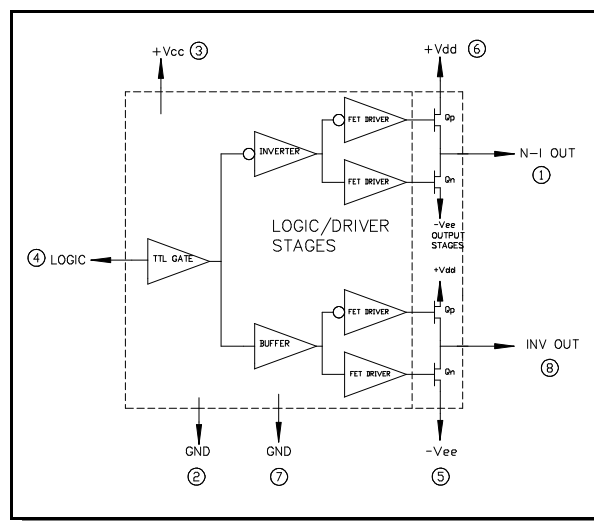 +Vcc ③
+Vdd ⑥
FET DRIVER
Qp
INVERTER
N-I OUT
①
FET DRIVER
Qn
-Vee
OUTPUT
STAGES
LOGIC/DRIVER
STAGES
④ LOGIC
TTL GATE
+Vdd
FET DRIVER
Qp
BUFFER
INV OUT
⑧
FET DRIVER
Qn
GND
②
GND
⑦
-Vee
⑤